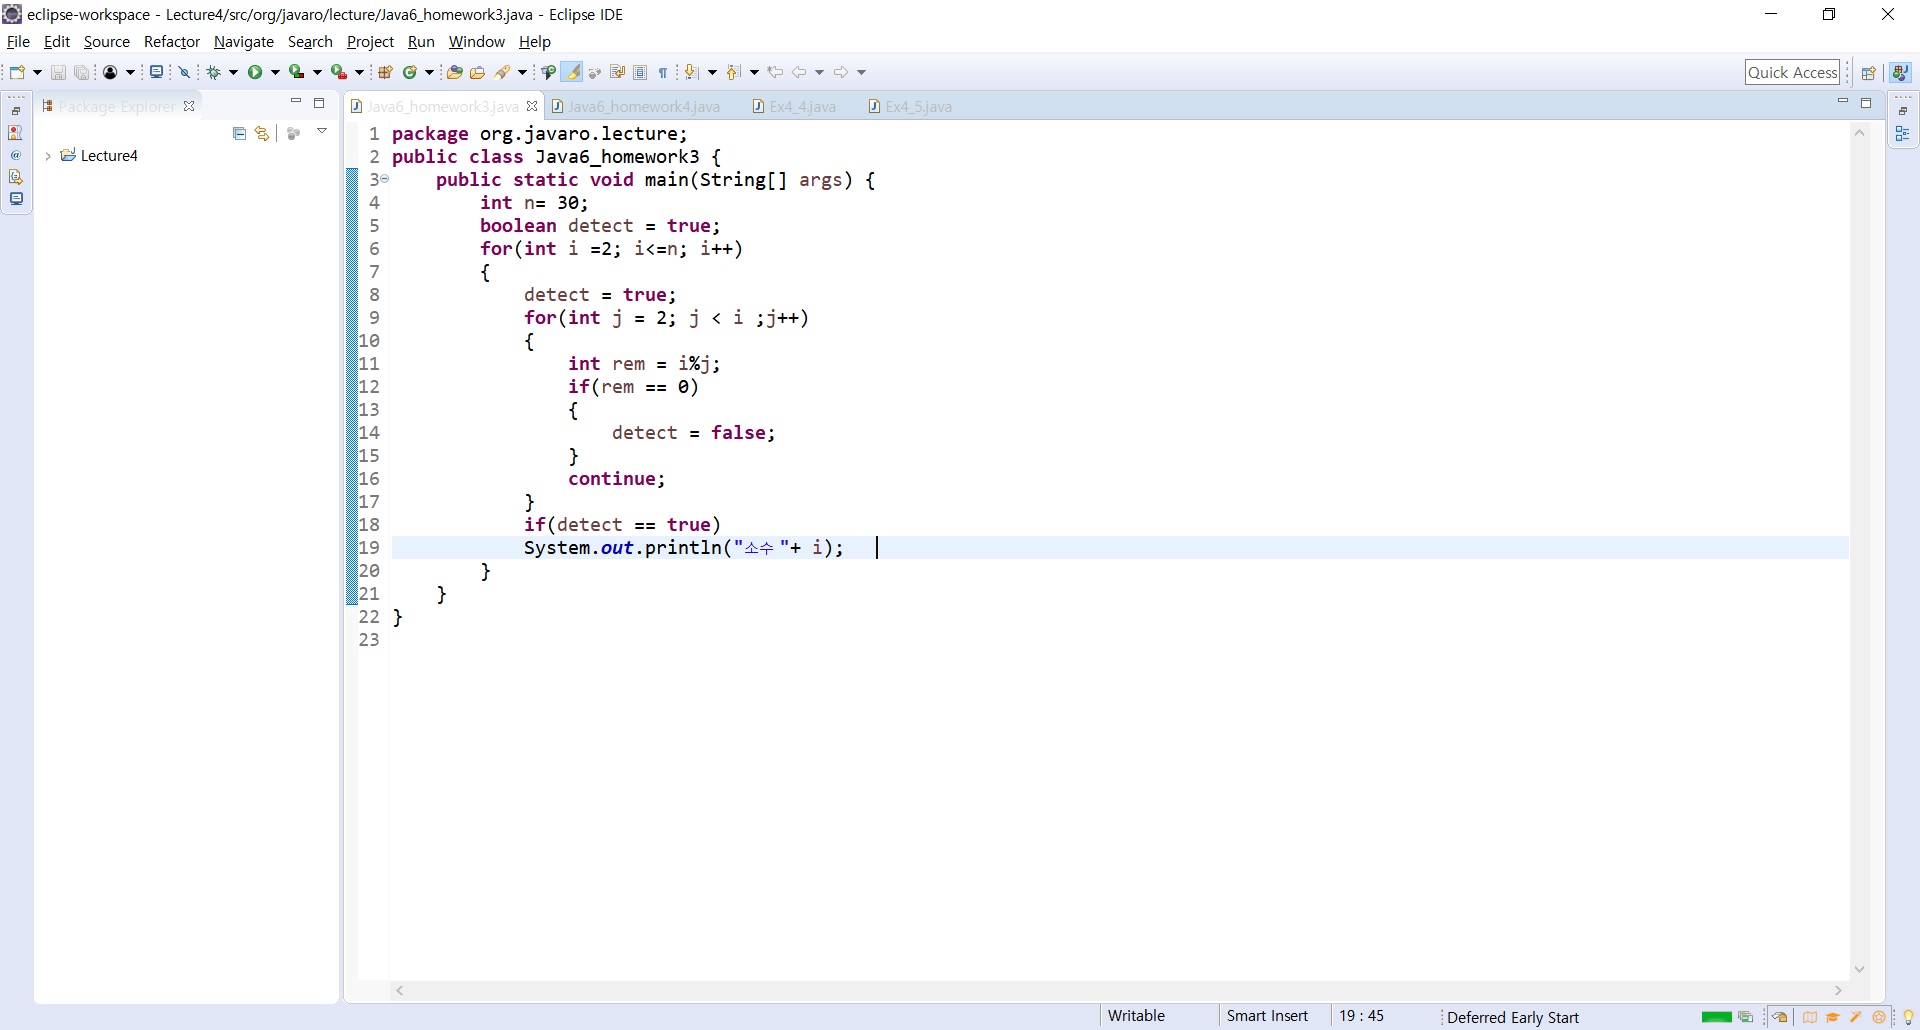 eclipse-workspace - Lecture4/src/org/javaro/lecture/Java6_homework3.java - Eclipse IDE
File Edit Source Refactor Navigate Search Project Run Window Help
Quick Access
Package Explorer
Java6_homework3.java Java6_homework4.java Ex4_4.java Ex4_5.java
Lecture4
1 package org.javaro.lecture;
2 public class Java6_homework3 {
3 public static void main(String[] args) {
4 int n= 30;
5 boolean detect = true;
6 for(int i =2; i<=n; i++)
7 {
8 detect = true;
9 for(int j = 2; j < i ;j++)
10 {
11 int rem = i%j;
12 if(rem == 0)
13 {
14 detect = false;
15 }
16 continue;
17 }
18 if(detect == true)
19 System.out.println("소수 "+ i);
20 }
21 }
22 }
23
Writable Smart Insert 19 : 45 Deferred Early Start